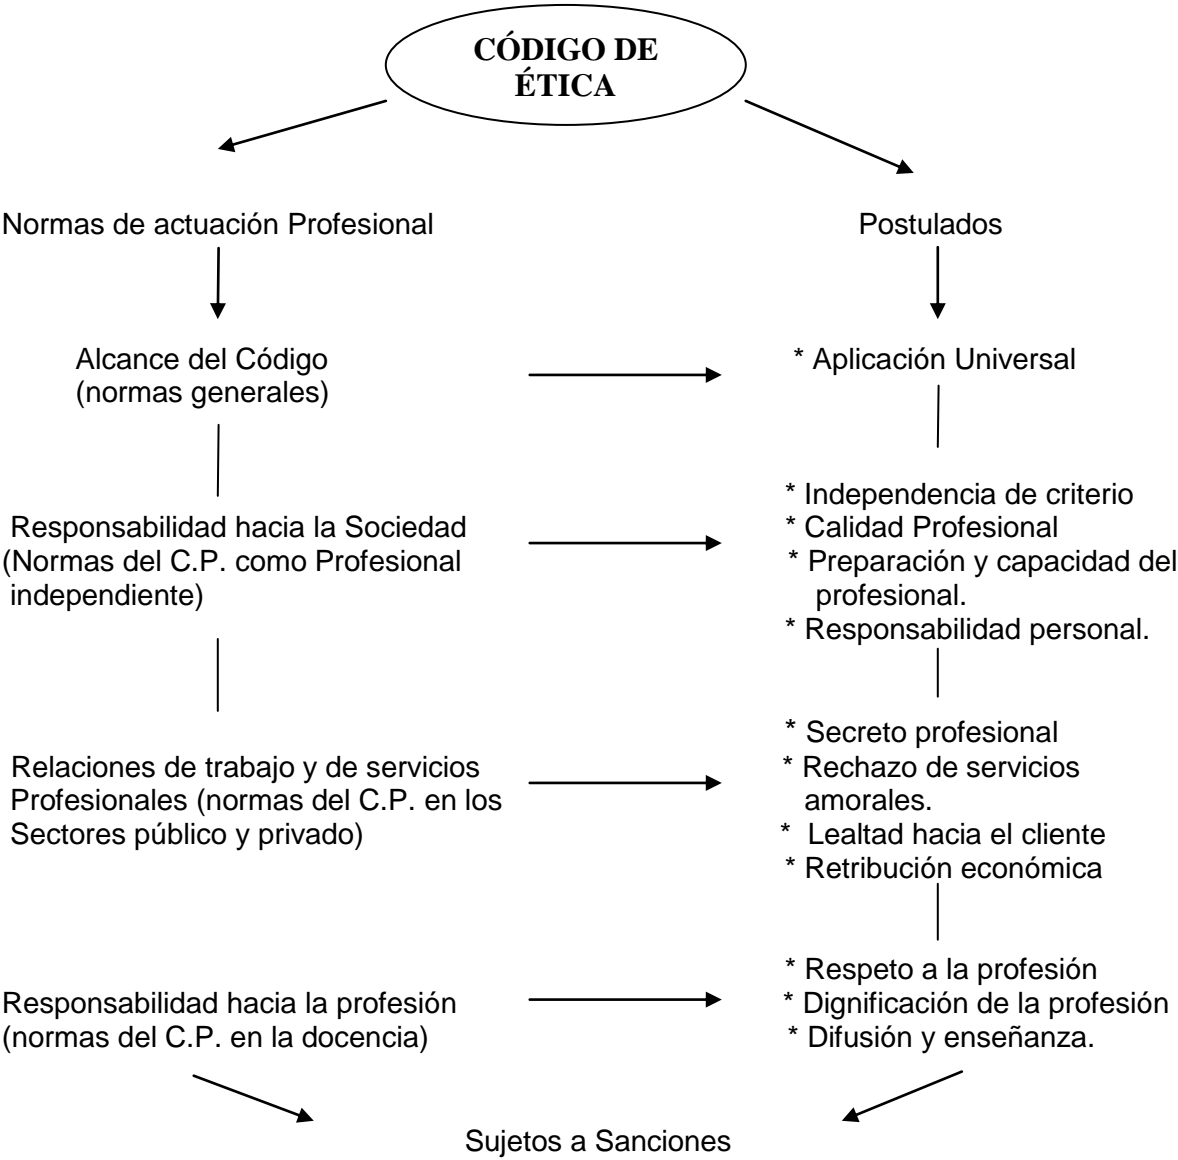 CÓDIGO DE
ÉTICA
Normas de actuación Profesional
Postulados
Alcance del Código
(normas generales)
* Aplicación Universal
Responsabilidad hacia la Sociedad
(Normas del C.P. como Profesional
independiente)
* Independencia de criterio
* Calidad Profesional
* Preparación y capacidad del
profesional.
* Responsabilidad personal.
Relaciones de trabajo y de servicios
Profesionales (normas del C.P. en los
Sectores público y privado)
* Secreto profesional
* Rechazo de servicios
amorales.
* Lealtad hacia el cliente
* Retribución económica
Responsabilidad hacia la profesión
(normas del C.P. en la docencia)
* Respeto a la profesión
* Dignificación de la profesión
* Difusión y enseñanza.
Sujetos a Sanciones